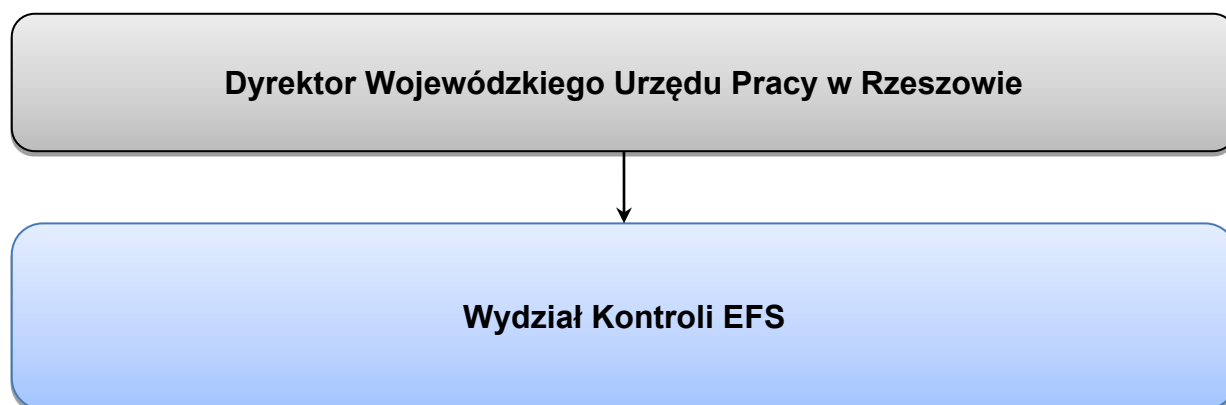 Dyrektor Wojewódzkiego Urzędu Pracy w Rzeszowie
Wydział Kontroli EFS